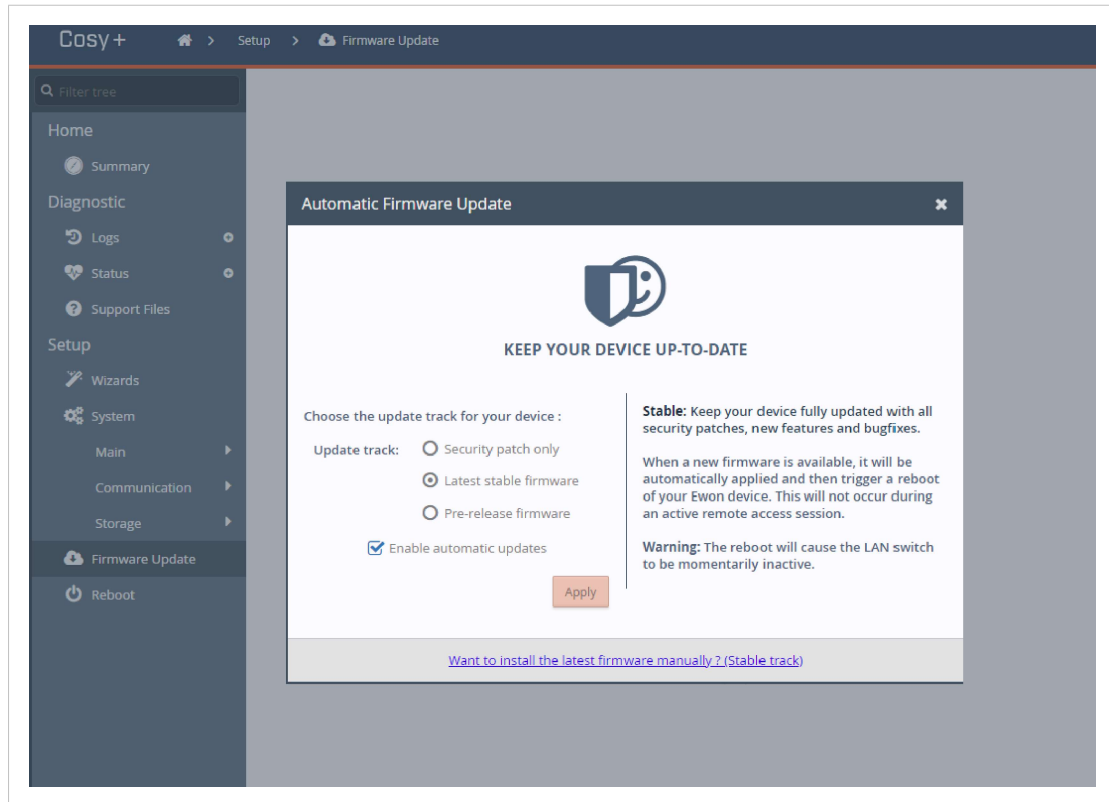 Cosy+ > Setup > Firmware Update
Filter tree
Home
Summary
Diagnostic
Logs
Status
Support Files
Setup
Wizards
System
Main
Communication
Storage
Firmware Update
Reboot
Automatic Firmware Update
KEEP YOUR DEVICE UP-TO-DATE
Choose the update track for your device :
Update track:
Security patch only
Latest stable firmware
Pre-release firmware
Enable automatic updates
Apply
Stable: Keep your device fully updated with all
security patches, new features and bugfixes.
When a new firmware is available, it will be
automatically applied and then trigger a reboot
of your Ewon device. This will not occur during
an active remote access session.
Warning: The reboot will cause the LAN switch
to be momentarily inactive.
Want to install the latest firmware manually ? (Stable track)